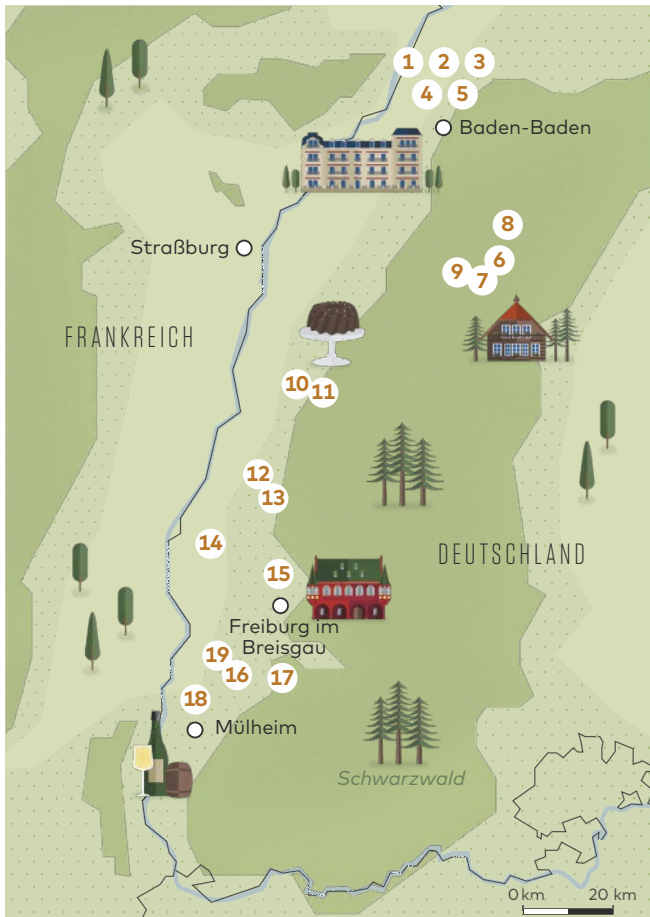 1 2 3
4 5
Baden-Baden
8
Straßburg
9 7 6
FRANKREICH
10 11
12
13
14
DEUTSCHLAND
15
Freiburg im
Breisgau
19
16 17
18
Mülheim
Schwarzwald
0 km 20 km